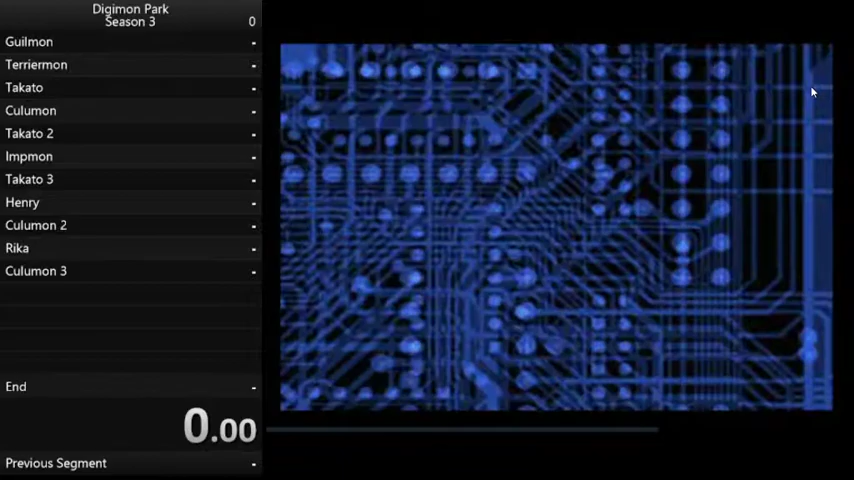 Digimon Park
Season 3 0
Guilmon -
Terriermon -
Takato -
Culumon -
Takato 2 -
Impmon -
Takato 3 -
Henry -
Culumon 2 -
Rika -
Culumon 3 -
End -
0.00
Previous Segment -